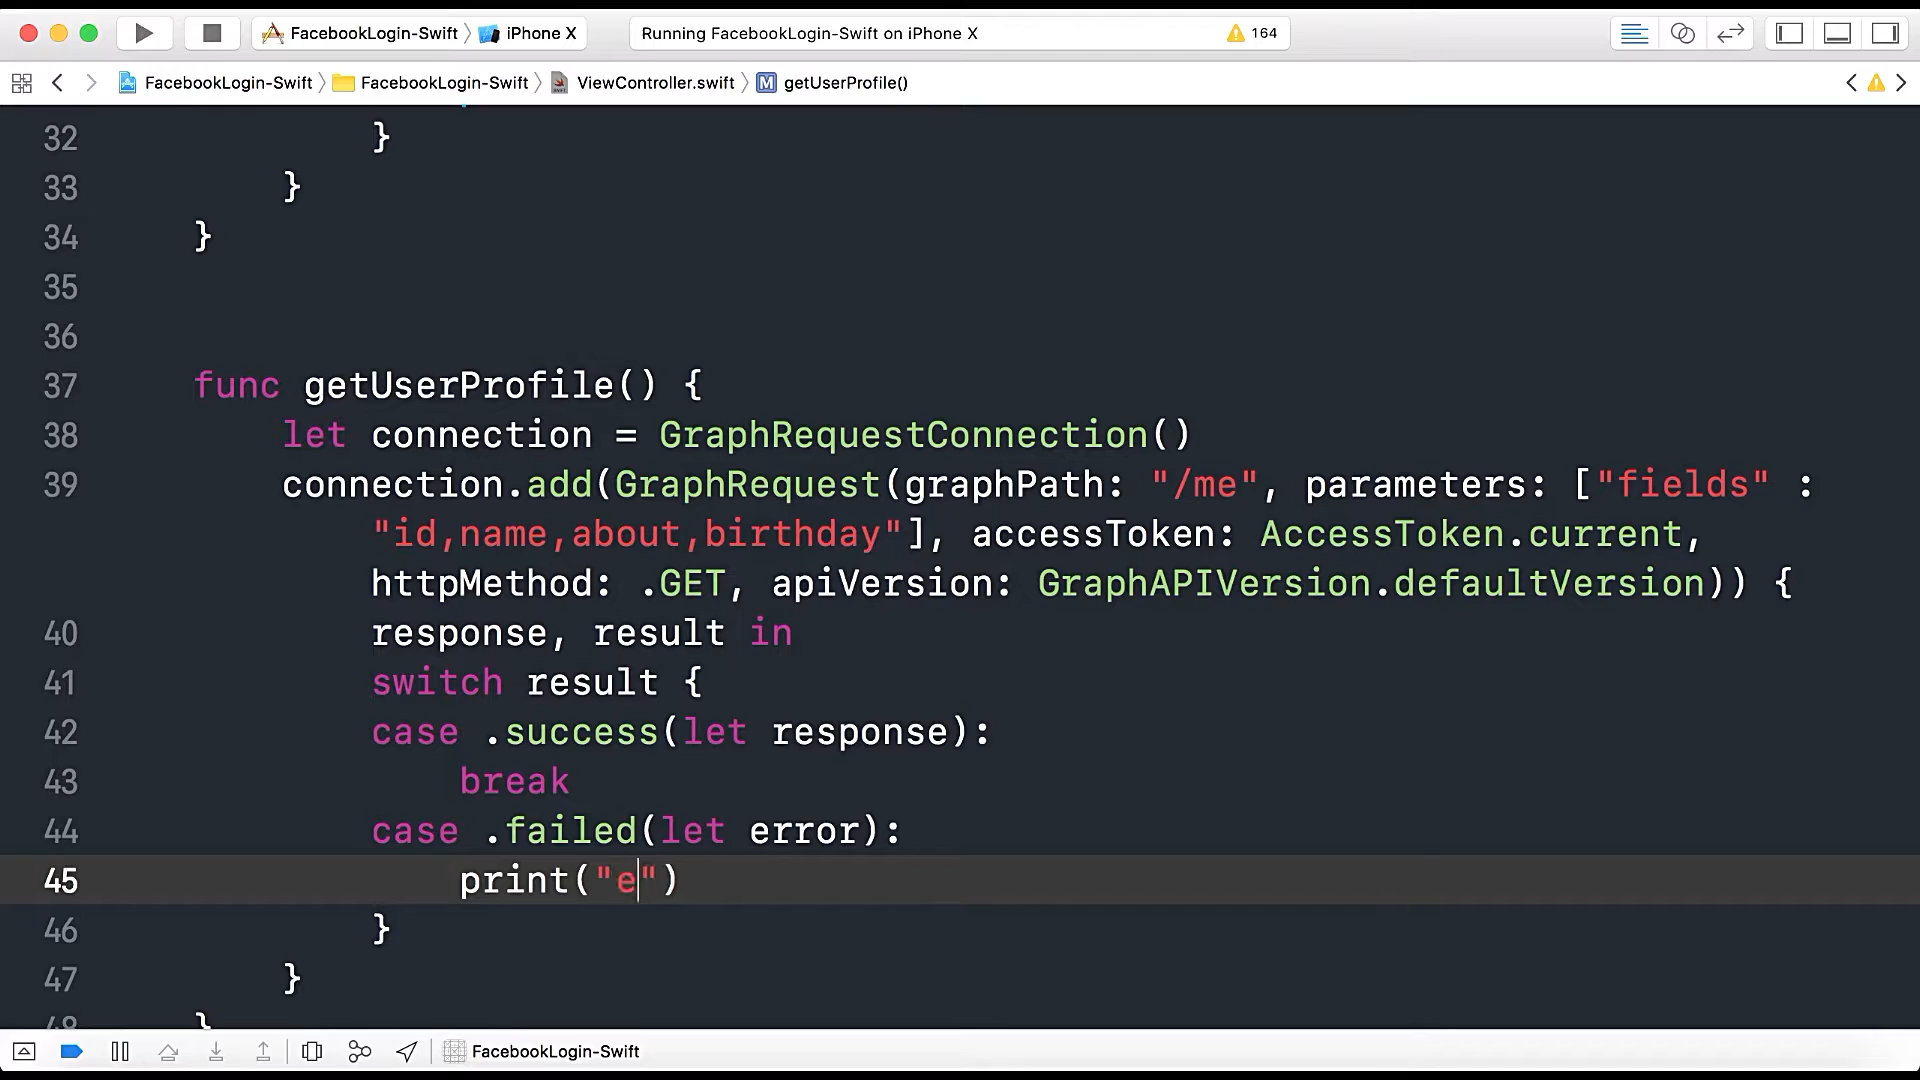 FacebookLogin-Swift 〉 iPhone X
Running FacebookLogin-Swift on iPhone X
164
FacebookLogin-Swift 〉 FacebookLogin-Swift 〉 ViewController.swift 〉 M getUserProfile()
32 }
33 }
34 }
35
36
37 func getUserProfile() {
38 let connection = GraphRequestConnection()
39 connection.add(GraphRequest(graphPath: "/me", parameters: ["fields" :
"id,name,about,birthday"], accessToken: AccessToken.current,
httpMethod: .GET, apiVersion: GraphAPIVersion.defaultVersion)) {
40 response, result in
41 switch result {
42 case .success(let response):
43 break
44 case .failed(let error):
45 print("e")
46 }
47 }
48 }
FacebookLogin-Swift